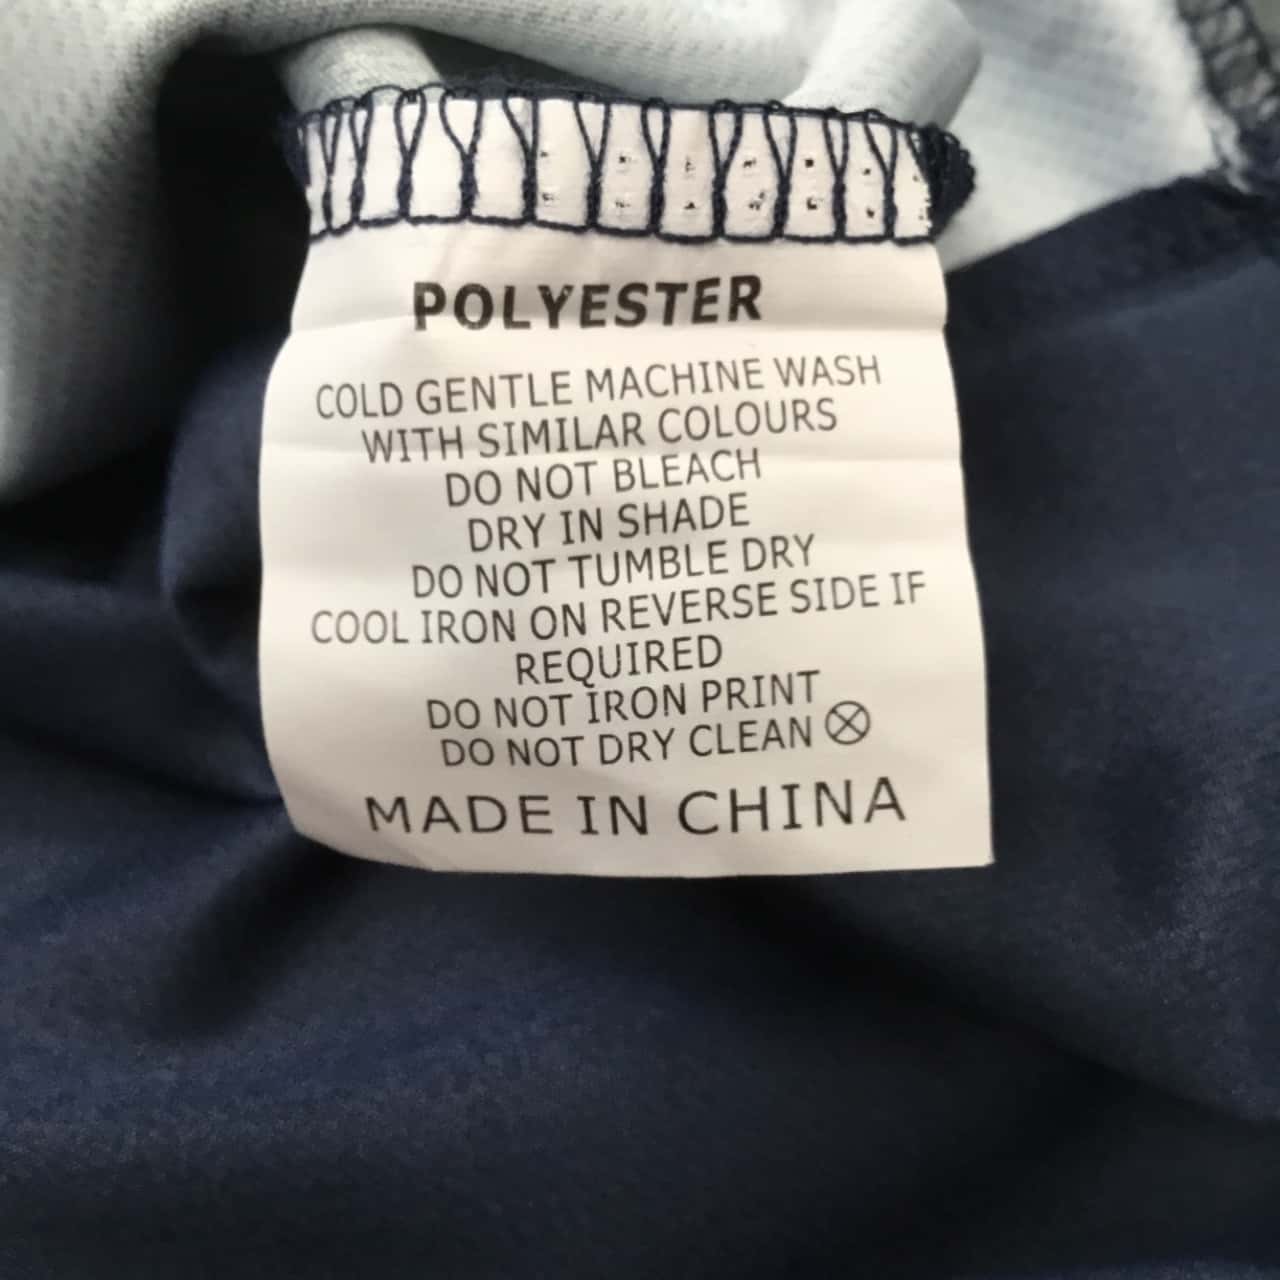 POLYESTER
COLD GENTLE MACHINE WASH
WITH SIMILAR COLOURS
DO NOT BLEACH
DRY IN SHADE
DO NOT TUMBLE DRY
COOL IRON ON REVERSE SIDE IF
REQUIRED
DO NOT IRON PRINT
DO NOT DRY CLEAN
MADE IN CHINA